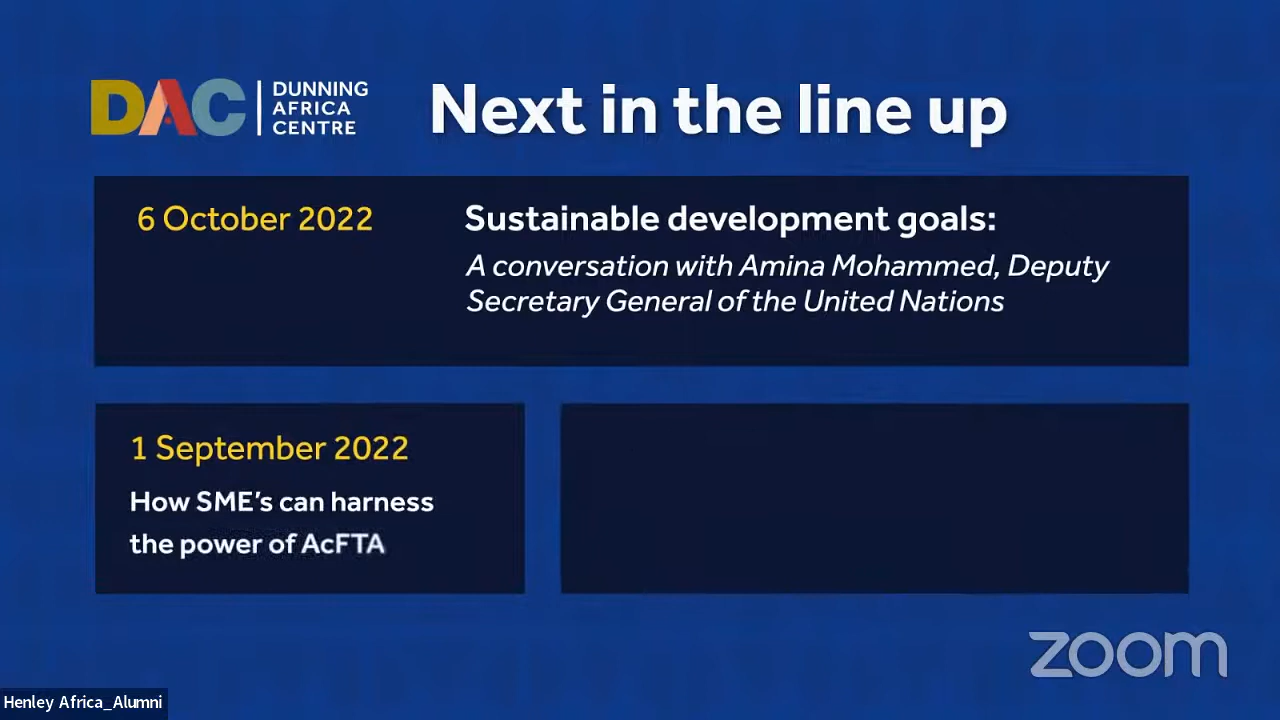 DAC
DUNNING
AFRICA
CENTRE
Next in the line up
6 October 2022
Sustainable development goals:
A conversation with Amina Mohammed, Deputy
Secretary General of the United Nations
1 September 2022
How SME's can harness
the power of AcFTA
zoom
Henley Africa_Alumni